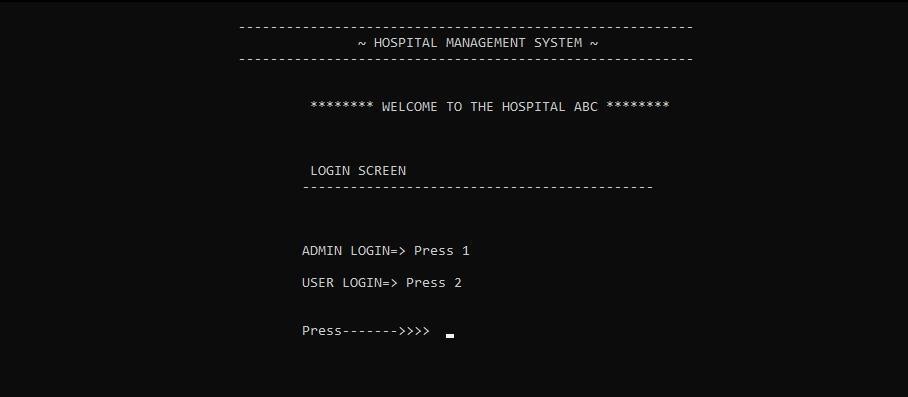 ---------------------------------------------------------
~ HOSPITAL MANAGEMENT SYSTEM ~
---------------------------------------------------------
******** WELCOME TO THE HOSPITAL ABC ********
LOGIN SCREEN
--------------------------------------------
ADMIN LOGIN=> Press 1
USER LOGIN=> Press 2
Press------->>>>